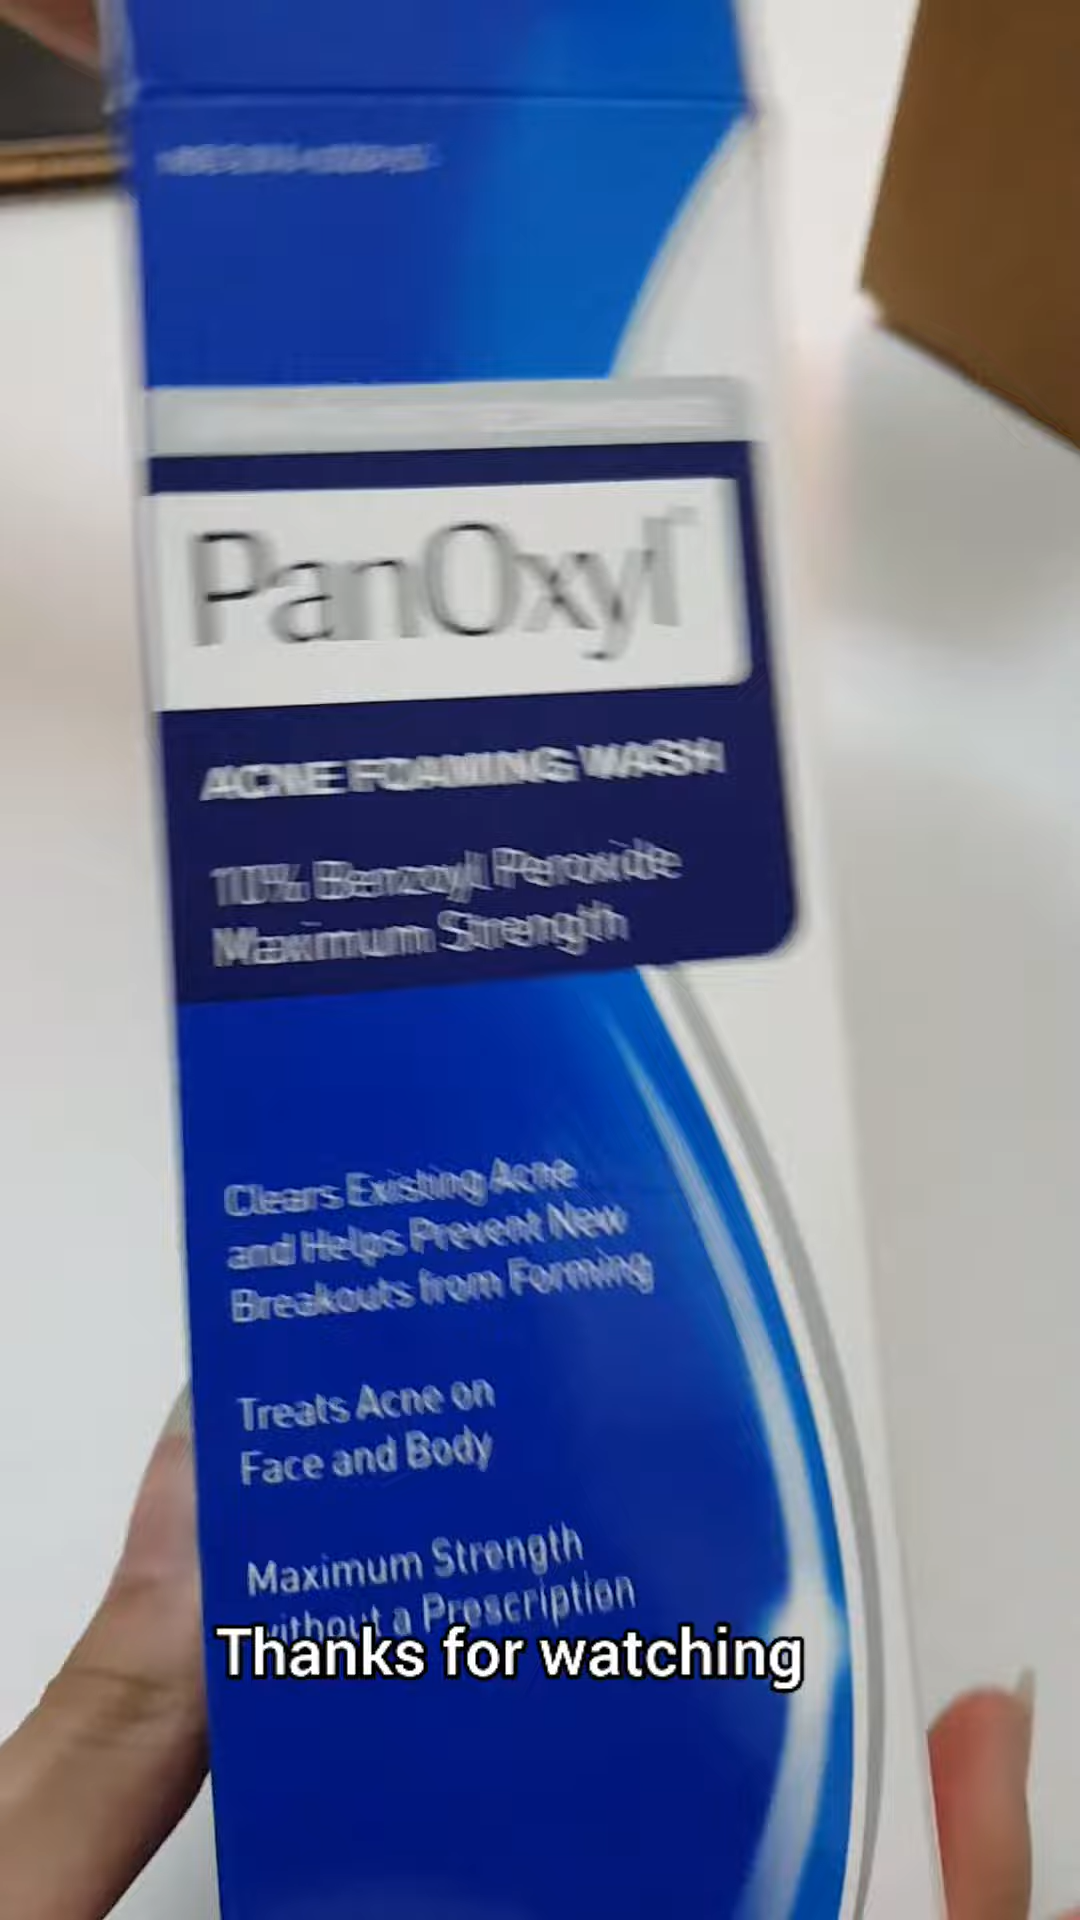 PanOxyl
ACNE FOAMING WASH
10% Benzoyl Peroxide
Maximum Strength
Clears Existing Acne
and Helps Prevent New
Breakouts from Forming
Treats Acne on
Face and Body
Maximum Strength
without a Prescription
Thanks for watching